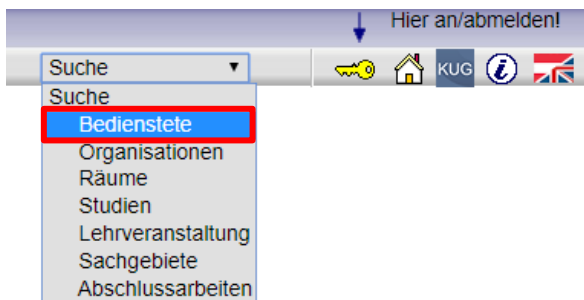 Hier an/abmelden!
Suche ▼ KUG i
Suche
Bedienstete
Organisationen
Räume
Studien
Lehrveranstaltung
Sachgebiete
Abschlussarbeiten